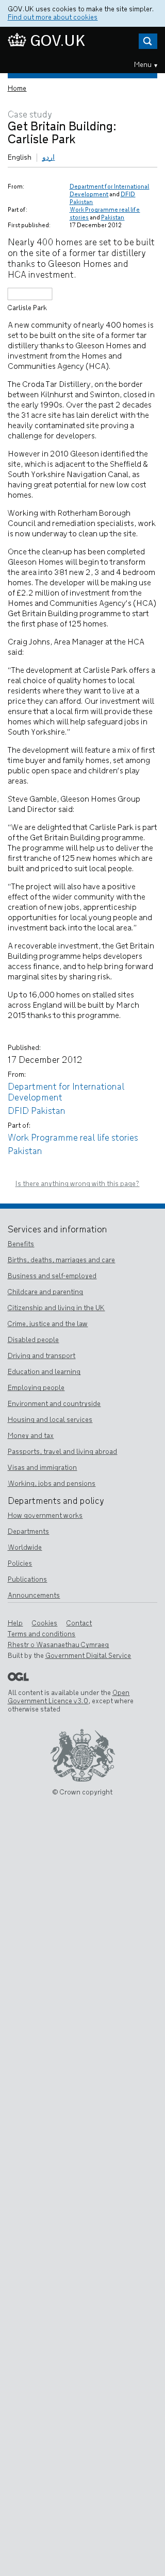 GOV.UK uses cookies to make the site simpler.
Find out more about cookies
GOV.UK
Menu ▾
Home
Case study
Get Britain Building:
Carlisle Park
English | اردو
From: Department for International
Development and DFID
Pakistan
Part of: Work Programme real life
stories and Pakistan
First published: 17 December 2012
Nearly 400 homes are set to be built
on the site of a former tar distillery
thanks to Gleeson Homes and
HCA investment.
Carlisle Park
A new community of nearly 400 homes is
set to be built on the site of a former tar
distillery thanks to Gleeson Homes and
investment from the Homes and
Communities Agency (HCA).
The Croda Tar Distillery, on the border
between Kilnhurst and Swinton, closed in
the early 1990s. Over the past 2 decades
the site has been derelict, with a heavily
contaminated site proving a challenge
for developers.
However in 2010 Gleeson identified the
site, which is adjacent to the Sheffield &
South Yorkshire Navigation Canal, as
having great potential for new low cost
homes.
Working with Rotherham Borough
Council and remediation specialists, work
is now underway to clean up the site.
Once the clean-up has been completed
Gleeson Homes will begin to transform
the area into 395 new 2, 3 and 4 bedroom
homes. The developer will be making use
of £2.2 million of investment from the
Homes and Communities Agency's (HCA)
Get Britain Building programme to start
the first phase of 125 homes.
Craig Johns, Area Manager at the HCA
said:
“The development at Carlisle Park offers a
real choice of quality homes to local
residents where they want to live at a
price they can afford. Our investment will
ensure a local firm will provide these
homes which will help safeguard jobs in
South Yorkshire.”
The development will feature a mix of first
time buyer and family homes, set among
public open space and children's play
areas.
Steve Gamble, Gleeson Homes Group
Land Director said:
“We are delighted that Carlisle Park is part
of the Get Britain Building programme.
The programme will help us to deliver the
first tranche of 125 new homes which are
built and priced to suit local people.
“The project will also have a positive
effect on the wider community with the
creation of new jobs, apprenticeship
opportunities for local young people and
investment back into the local area.”
A recoverable investment, the Get Britain
Building programme helps developers
access finance, and to help bring forward
marginal sites by sharing risk.
Up to 16,000 homes on stalled sites
across England will be built by March
2015 thanks to this programme.
Published:
17 December 2012
From:
Department for International
Development
DFID Pakistan
Part of:
Work Programme real life stories
Pakistan
Is there anything wrong with this page?
Services and information
Benefits
Births, deaths, marriages and care
Business and self-employed
Childcare and parenting
Citizenship and living in the UK
Crime, justice and the law
Disabled people
Driving and transport
Education and learning
Employing people
Environment and countryside
Housing and local services
Money and tax
Passports, travel and living abroad
Visas and immigration
Working, jobs and pensions
Departments and policy
How government works
Departments
Worldwide
Policies
Publications
Announcements
Help Cookies Contact
Terms and conditions
Rhestr o Wasanaethau Cymraeg
Built by the Government Digital Service
OGL
All content is available under the Open
Government Licence v3.0, except where
otherwise stated
© Crown copyright